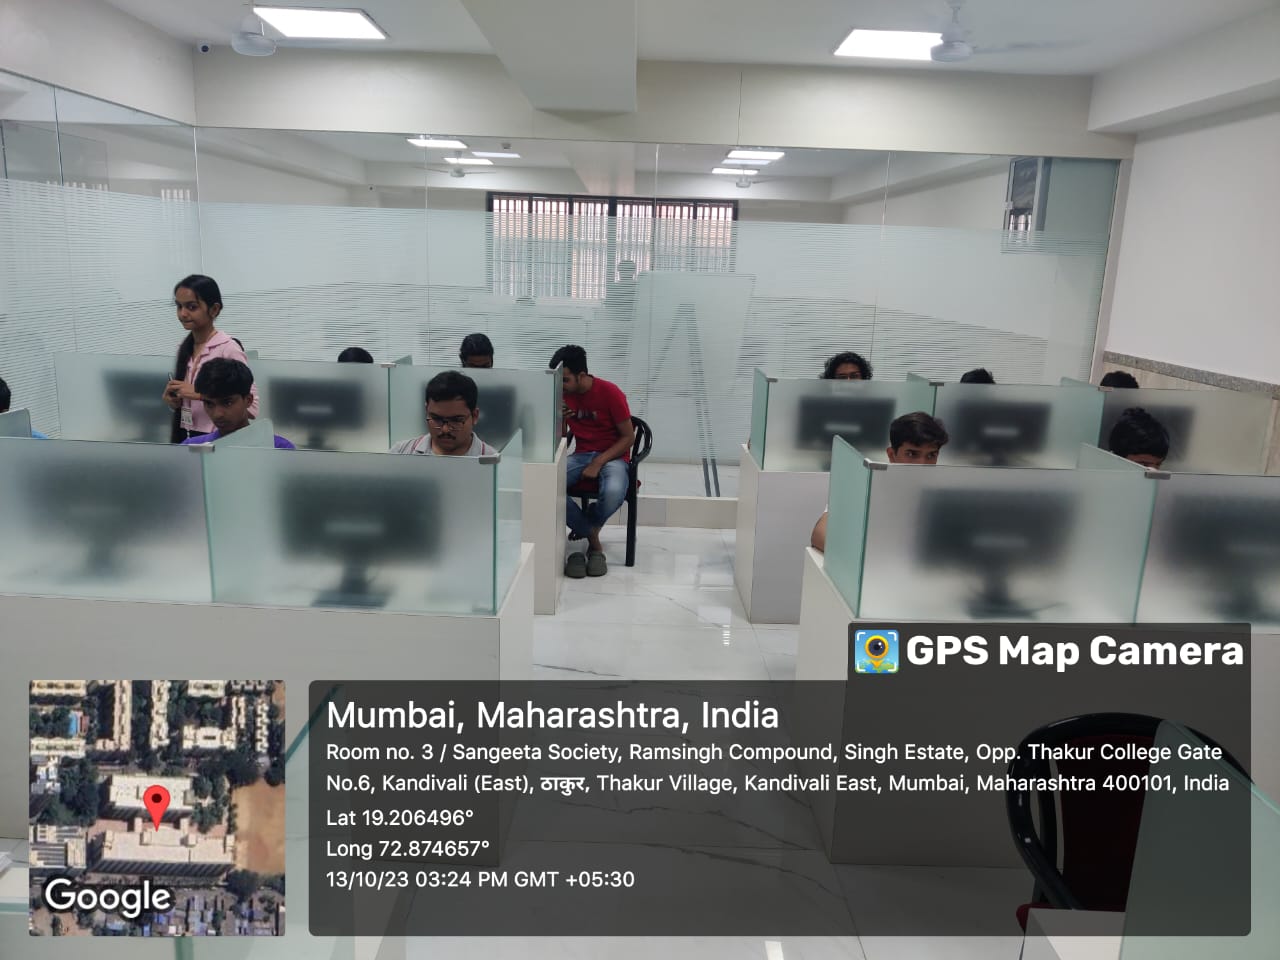 GPS Map Camera
Mumbai, Maharashtra, India
Room no. 3 / Sangeeta Society, Ramsingh Compound, Singh Estate, Opp. Thakur College Gate
No.6, Kandivali (East), ठाकुर, Thakur Village, Kandivali East, Mumbai, Maharashtra 400101, India
Lat 19.206496°
Long 72.874657°
13/10/23 03:24 PM GMT +05:30
Google